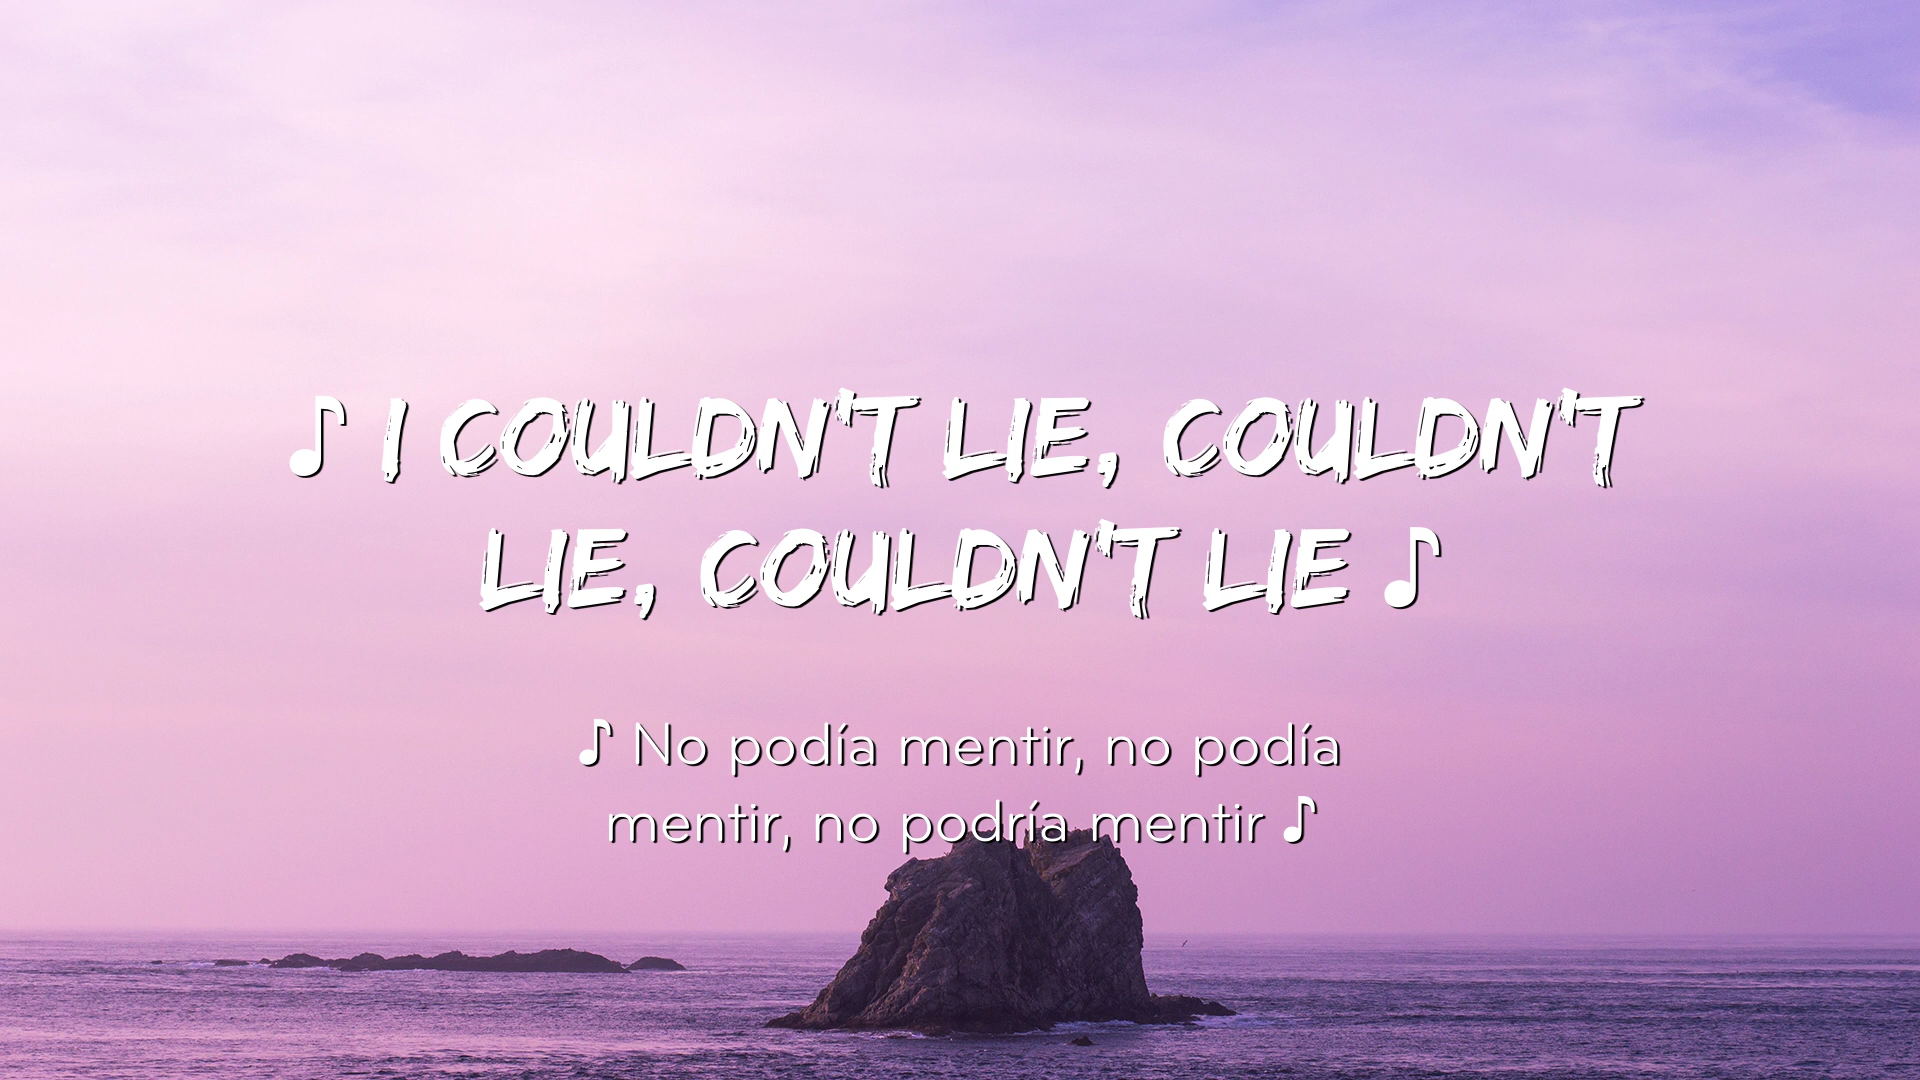 ♪ I COULDN'T LIE, COULDN'T
LIE, COULDN'T LIE ♪
♪ No podía mentir, no podía
mentir, no podría mentir ♪